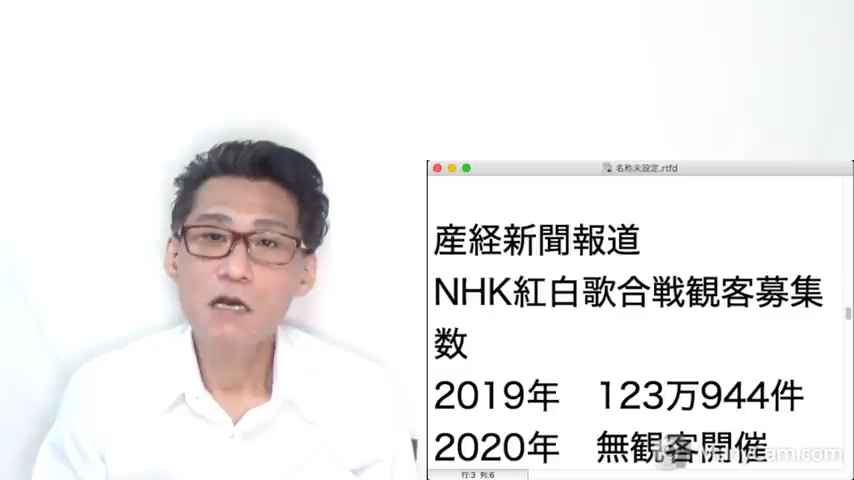 名称未設定.rtfd
産経新聞報道
NHK紅白歌合戦観客募集
数
2019年 123万944件
2020年 無観客開催
ManyCam.com
行:3 列:6